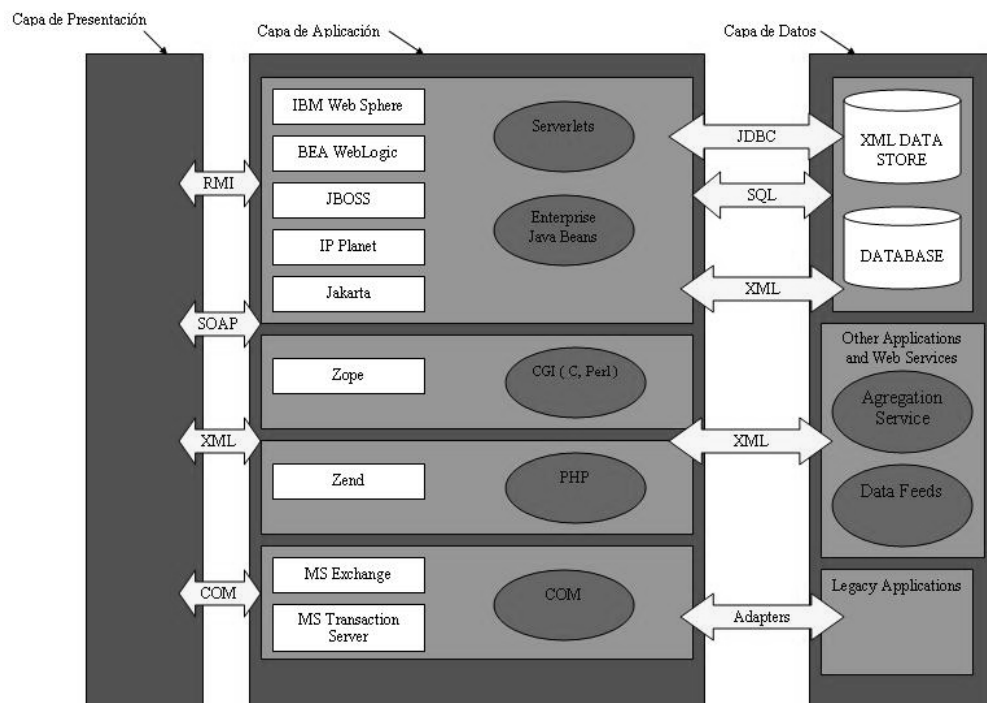 Capa de Presentación
Capa de Aplicación
Capa de Datos
RMI
SOAP
XML
COM
IBM Web Sphere
BEA WebLogic
JBOSS
IP Planet
Jakarta
Serverlets
Enterprise
Java Beans
Zope
CGI ( C, Perl )
Zend
PHP
MS Exchange
MS Transaction
Server
COM
JDBC
SQL
XML
XML
Adapters
XML DATA
STORE
DATABASE
Other Applications
and Web Services
Agregation
Service
Data Feeds
Legacy Applications